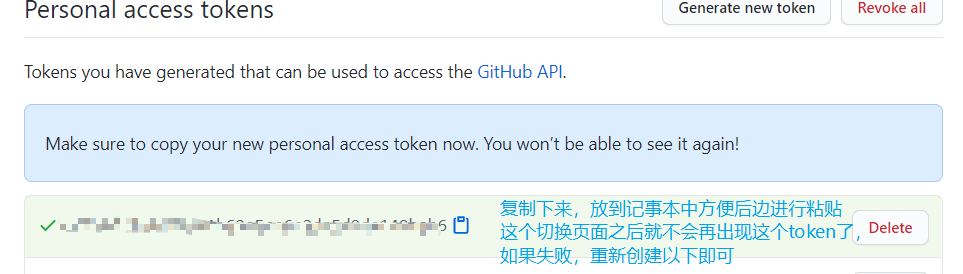 Personal access tokens
Generate new token
Revoke all
Tokens you have generated that can be used to access the GitHub API.
Make sure to copy your new personal access token now. You won't be able to see it again!
复制下来，放到记事本中方便后边进行粘贴
这个切换页面之后就不会再出现这个token了，
如果失败，重新创建以下即可
Delete